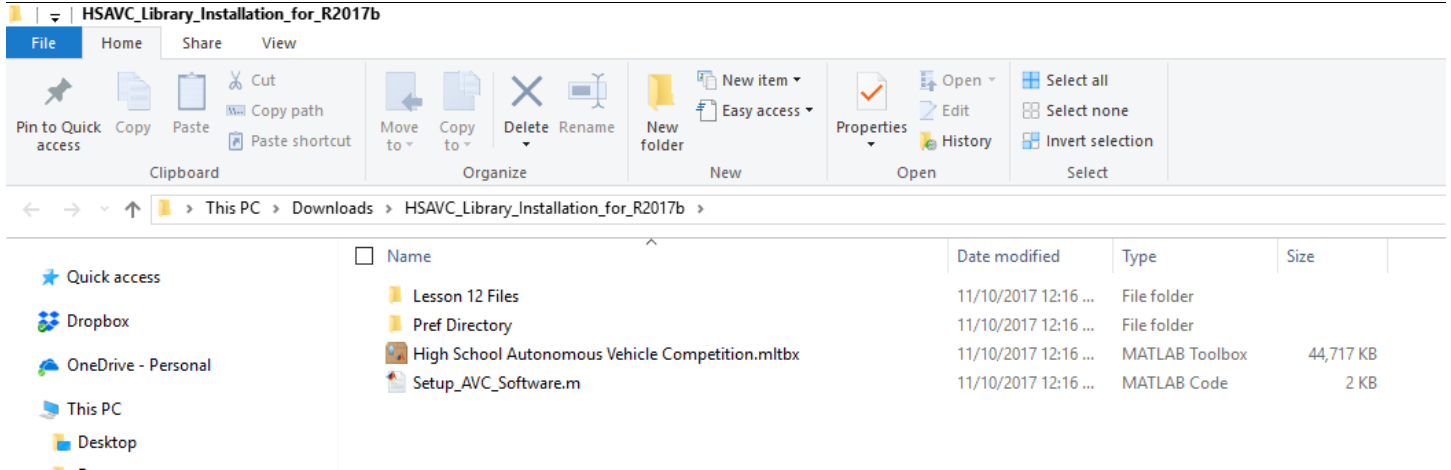 HSAVC_Library_Installation_for_R2017b
File Home Share View
Pin to Quick access
Copy
Paste
Cut
Copy path
Paste shortcut
Clipboard
Move to
Copy to
Delete
Rename
Organize
New folder
New item
Easy access
New
Properties
Open
Edit
History
Open
Select all
Select none
Invert selection
Select
This PC > Downloads > HSAVC_Library_Installation_for_R2017b >
Quick access
Dropbox
OneDrive - Personal
This PC
Desktop
Name Date modified Type Size
Lesson 12 Files 11/10/2017 12:16 ... File folder
Pref Directory 11/10/2017 12:16 ... File folder
High School Autonomous Vehicle Competition.mltbx 11/10/2017 12:16 ... MATLAB Toolbox 44,717 KB
Setup_AVC_Software.m 11/10/2017 12:16 ... MATLAB Code 2 KB